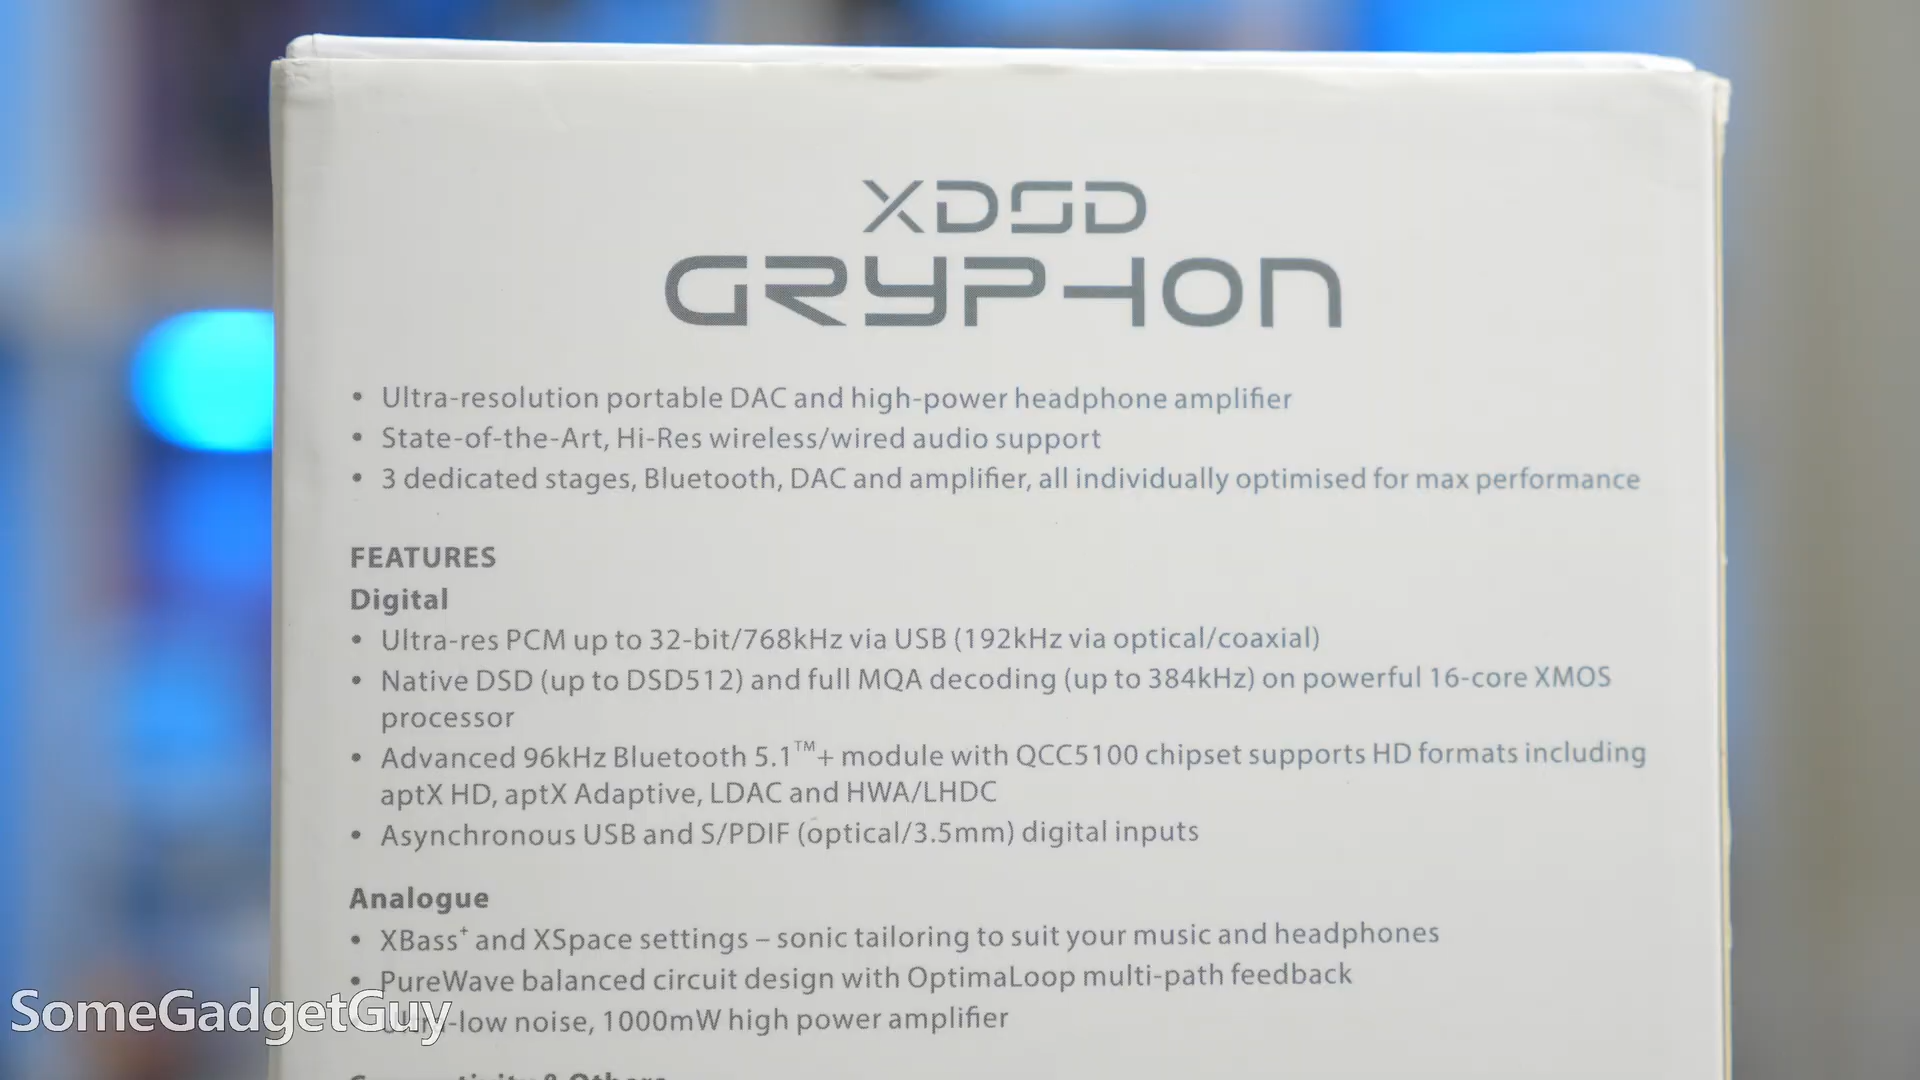 XDSD
GRYPHON
• Ultra-resolution portable DAC and high-power headphone amplifier
• State-of-the-Art, Hi-Res wireless/wired audio support
• 3 dedicated stages, Bluetooth, DAC and amplifier, all individually optimised for max performance
FEATURES
Digital
• Ultra-res PCM up to 32-bit/768kHz via USB (192kHz via optical/coaxial)
• Native DSD (up to DSD512) and full MQA decoding (up to 384kHz) on powerful 16-core XMOS
processor
• Advanced 96kHz Bluetooth 5.1™+ module with QCC5100 chipset supports HD formats including
aptX HD, aptX Adaptive, LDAC and HWA/LHDC
• Asynchronous USB and S/PDIF (optical/3.5mm) digital inputs
Analogue
• XBass⁺ and XSpace settings – sonic tailoring to suit your music and headphones
• PureWave balanced circuit design with OptimaLoop multi-path feedback
Ultra-low noise, 1000mW high power amplifier
SomeGadgetGuy